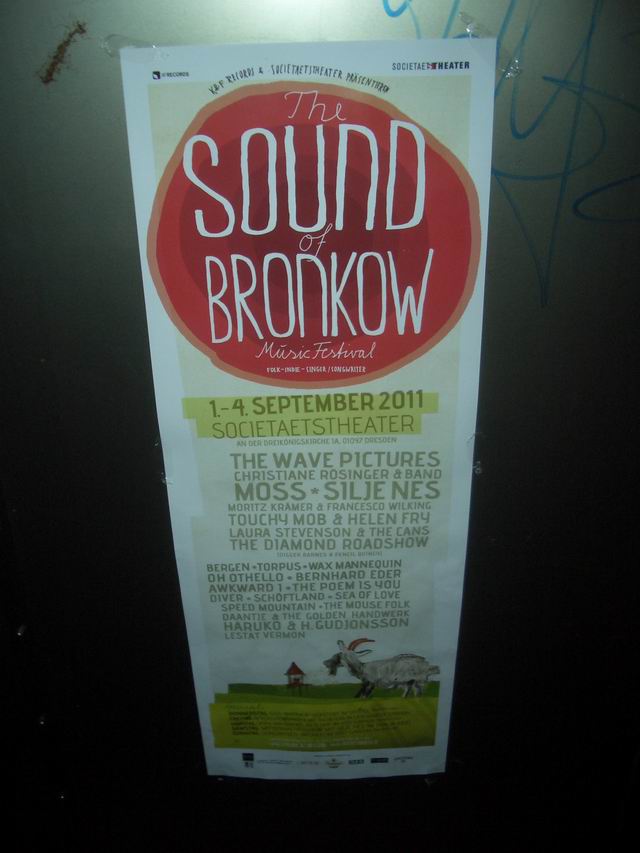 K&F RECORDS
SOCIETAETSTHEATER
K&F RECORDS & SOCIETAETSTHEATER PRÄSENTIEREN
The
SOUND
of
BRONKOW
Music Festival
FOLK-INDIE-SINGER/SONGWRITER
1.-4. SEPTEMBER 2011
SOCIETAETSTHEATER
AN DER DREIKÖNIGSKIRCHE 1A, 01097 DRESDEN
THE WAVE PICTURES
CHRISTIANE RÖSINGER & BAND
MOSS * SILJE NES
MORITZ KRÄMER & FRANCESCO WILKING
TOUCHY MOB & HELEN FRY
LAURA STEVENSON & THE CANS
THE DIAMOND ROADSHOW
BERGEN • TORPUS • WAX MANNEQUIN
OH OTHELLO • BERNHARD EDER
AWKWARD I • THE POEM IS YOU
DIVER • SCHÖFTLAND • SEA OF LOVE
SPEED MOUNTAIN • THE MOUSE FOLK
DAANTJE & THE GOLDEN HANDWERK
HARUKO & H. GUDJONSSON
LESTAT VERMON